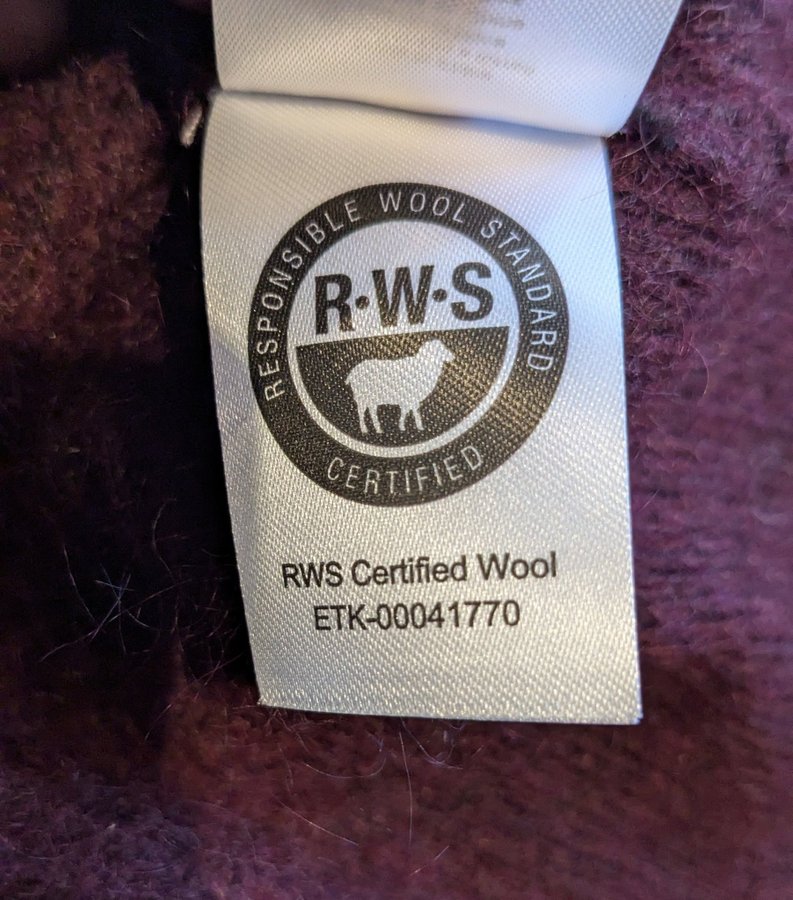 RESPONSIBLE WOOL STANDARD
R·W·S
CERTIFIED
RWS Certified Wool
ETK-00041770